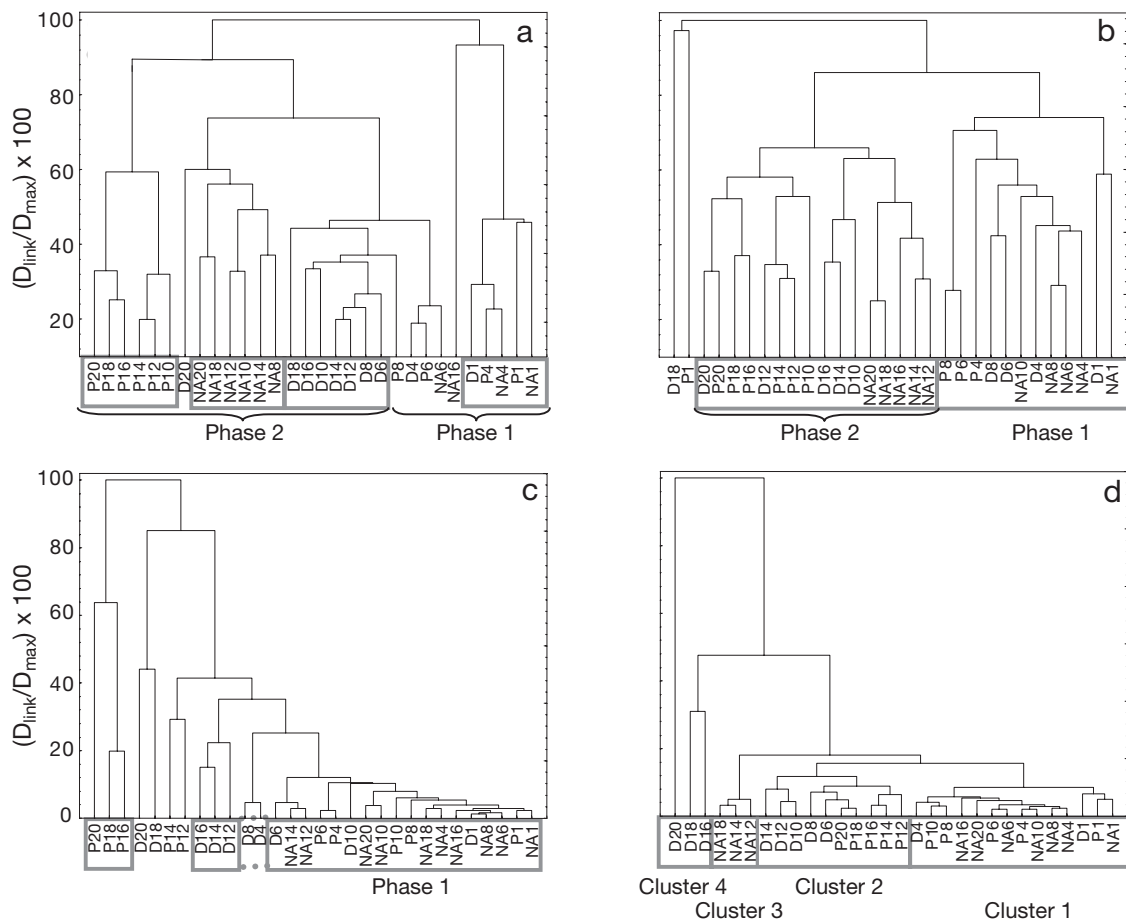 a
(Dlink/Dmax) x 100
100
80
60
40
20
P20 P18 P16 P14 P12 P10 D20 NA20 NA18 NA12 NA10 NA14 NA8 D18 D16 D10 D14 D12 D8 D6 P8 D4 P6 NA6 NA16 D1 P4 NA4 P1 NA1
Phase 2 Phase 1
b
D18 P1 D20 P20 P18 P16 D12 P14 P12 P10 D16 D14 D10 NA20 NA18 NA16 NA14 NA12 P8 P6 P4 D8 D6 NA10 D4 NA8 NA6 NA4 D1 NA1
Phase 2 Phase 1
c
(Dlink/Dmax) x 100
100
80
60
40
20
0
P20 P18 P16 D20 D18 P14 P12 D16 D14 D12 D8 D4 D6 NA14 NA12 P6 P4 D10 NA20 NA10 P10 P8 NA18 NA4 NA16 D1 NA8 NA6 P1 NA1
Phase 1
d
D20 D18 D16 NA18 NA14 NA12 D14 D12 D10 D8 D6 P20 P18 P16 P14 P12 D4 P10 P8 NA16 NA20 P6 NA6 P4 NA10 NA8 NA4 D1 P1 NA1
Cluster 4 Cluster 2
Cluster 3 Cluster 1